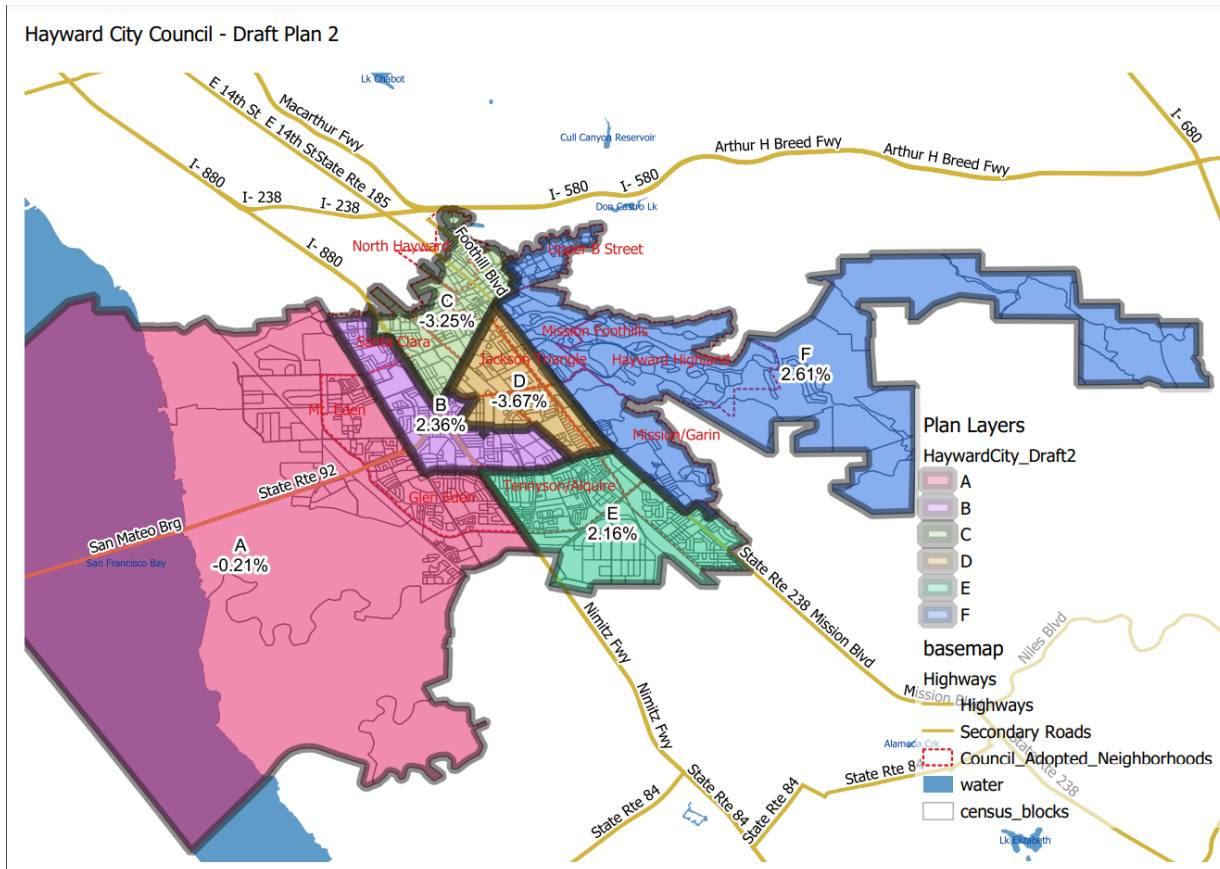 Hayward City Council - Draft Plan 2
Lk Chabot
E 14th St
E 14th St
State Rte 185
Macarthur Fwy
Cull Canyon Reservoir
Arthur H Breed Fwy
Arthur H Breed Fwy
I- 680
I- 880
I- 238
I- 238
I- 580
I- 580
Don Castro Lk
I- 880
North Hayward
Foothill Blvd
Upper B Street
C
-3.25%
Santa Clara
Mission Foothills
Jackson Triangle
Hayward Highland
F
2.61%
D
-3.67%
B
2.36%
Mt. Eden
Mission/Garin
State Rte 92
Glen Eden
Tennyson/Alquire
San Mateo Brg
San Francisco Bay
A
-0.21%
E
2.16%
State Rte 238
Mission Blvd
Nimitz Fwy
Nimitz Fwy
Plan Layers
HaywardCity_Draft2
A
B
C
D
E
F
basemap
Highways
Highways
Secondary Roads
Council_Adopted_Neighborhoods
water
census_blocks
Niles Blvd
Mission Blvd
Alameda Crk
State Rte 84
State Rte 84
State Rte 84
State Rte 84
State Rte 238
Lk Elizabeth